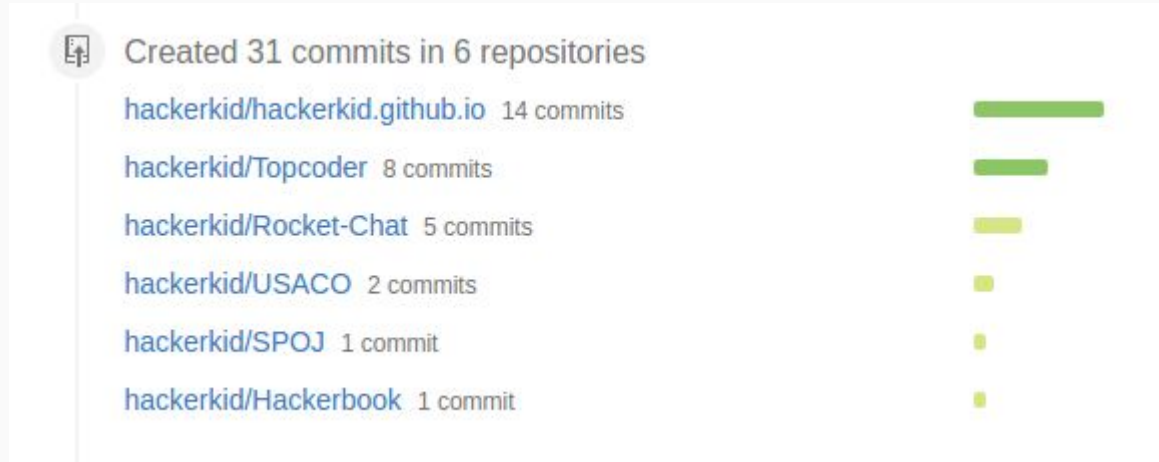 Created 31 commits in 6 repositories
hackerkid/hackerkid.github.io 14 commits
hackerkid/Topcoder 8 commits
hackerkid/Rocket-Chat 5 commits
hackerkid/USACO 2 commits
hackerkid/SPOJ 1 commit
hackerkid/Hackerbook 1 commit